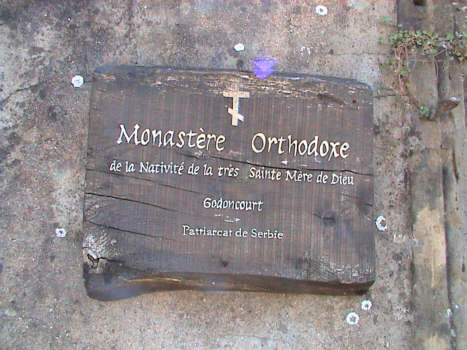 Monastère Orthodoxe
de la Nativité de la très Sainte Mère de Dieu
Godoncourt
Patriarcat de Serbie